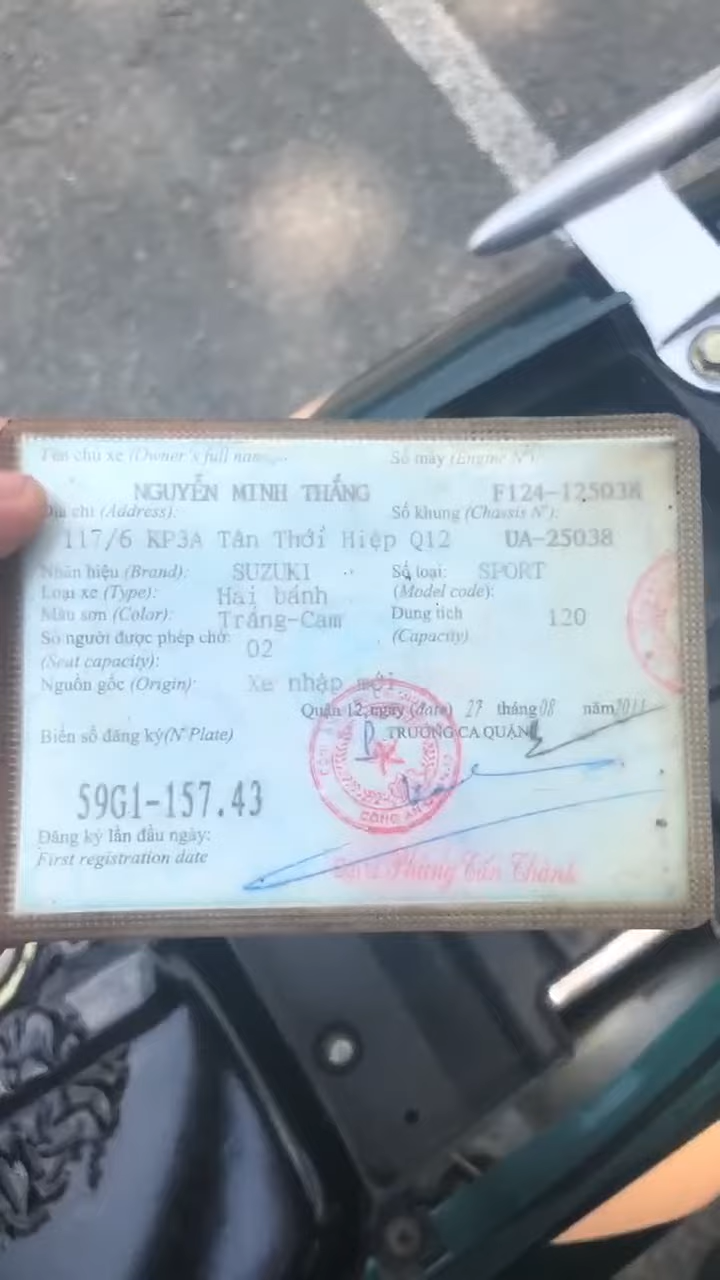 Tên chủ xe (Owner's full name): Số máy (Engine N°):
NGUYỄN MINH THẮNG F124-125038
Địa chỉ (Address): Số khung (Chassis N°):
117/6 KP3A Tân Thới Hiệp Q12 UA-25038
Nhãn hiệu (Brand): SUZUKI Số loại: SPORT
Loại xe (Type): Hai bánh (Model code):
Màu sơn (Color): Trắng-Cam Dung tích 120
Số người được phép chở: 02 (Capacity)
(Seat capacity):
Nguồn gốc (Origin): Xe nhập mới
Quận 12, ngày (date) 27 tháng 08 năm 2011
Biển số đăng ký(N° Plate) P TRƯỞNG CA QUẬN
59G1-157.43
Đăng ký lần đầu ngày:
First registration date Phùng Tấn Thành
CÔNG AN